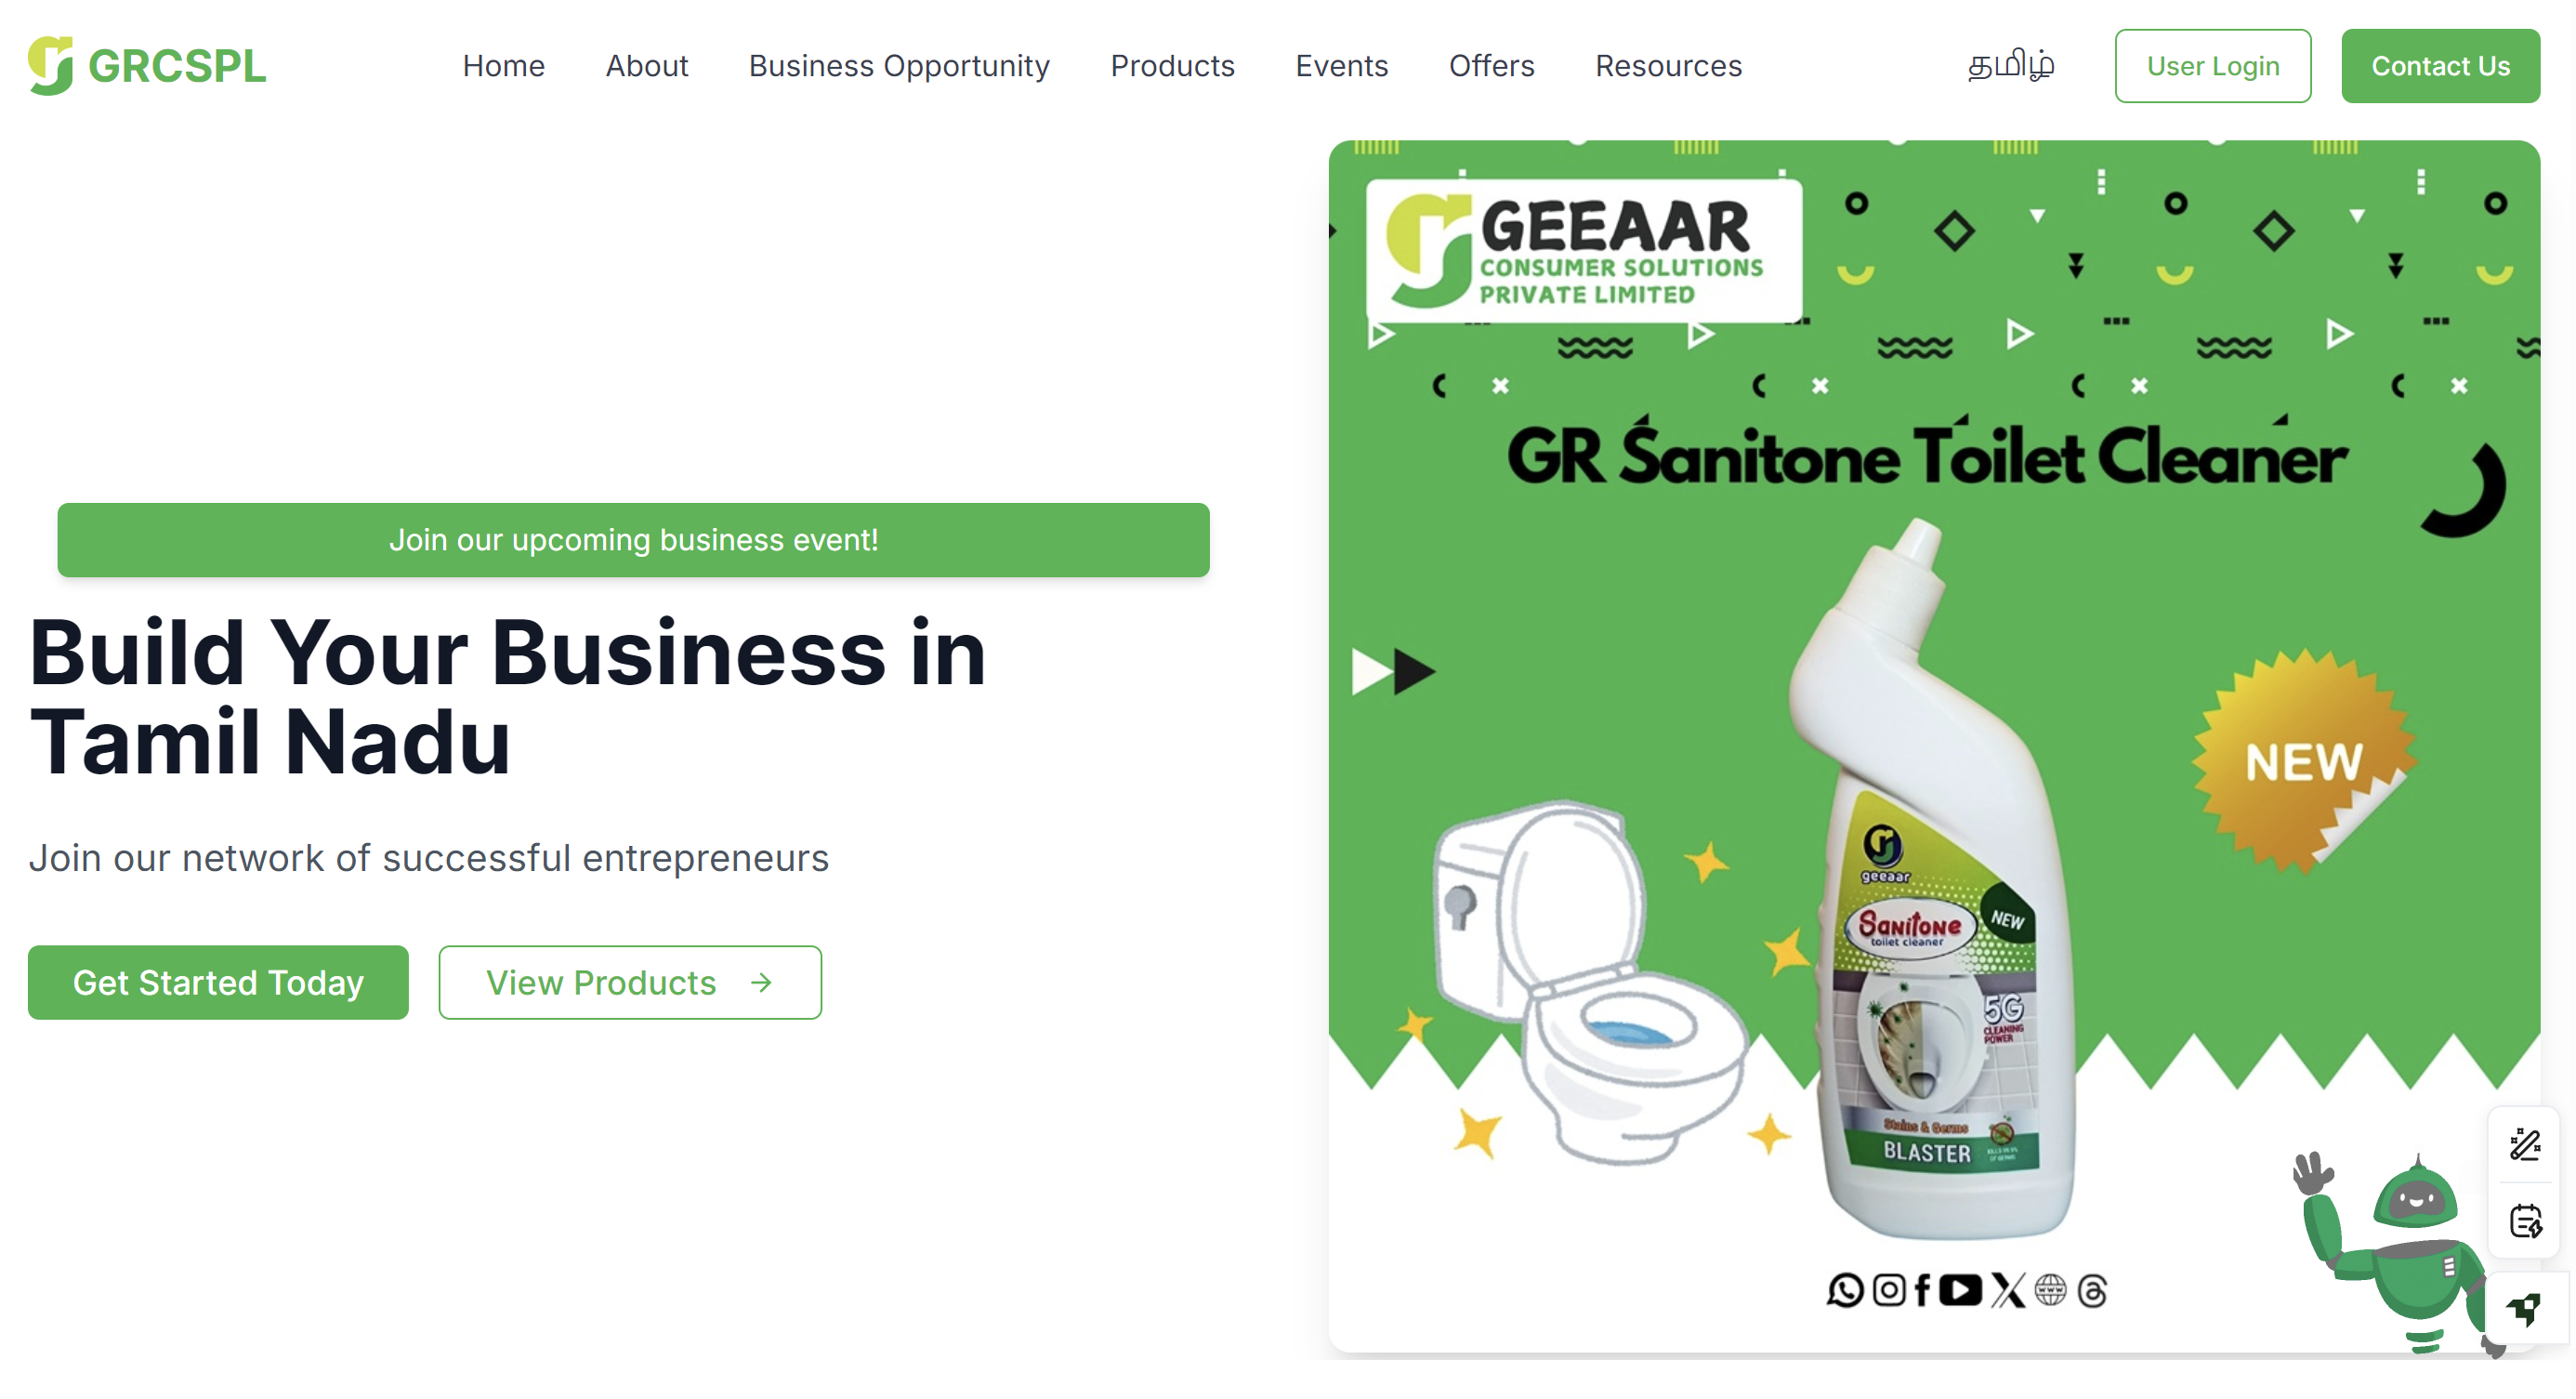 GRCSPL
Home
About
Business Opportunity
Products
Events
Offers
Resources
தமிழ்
User Login
Contact Us
Join our upcoming business event!
Build Your Business in
Tamil Nadu
Join our network of successful entrepreneurs
Get Started Today
View Products
GEEAAR
CONSUMER SOLUTIONS
PRIVATE LIMITED
GR Sanitone Toilet Cleaner
NEW
geeaar
Sanitone
toilet cleaner
NEW
5G
CLEANING
POWER
Stains & Germs
BLASTER
www